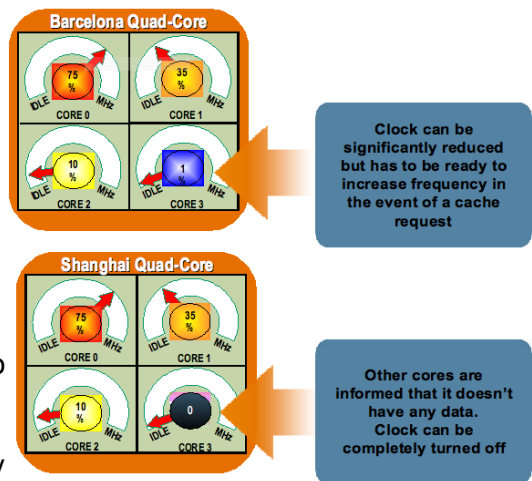 Barcelona Quad-Core
75
%
IDLE
MHz
CORE 0
35
%
IDLE
MHz
CORE 1
10
%
IDLE
MHz
CORE 2
1
%
IDLE
MHz
CORE 3
Clock can be
significantly reduced
but has to be ready to
increase frequency in
the event of a cache
request
Shanghai Quad-Core
75
%
IDLE
MHz
CORE 0
35
%
IDLE
MHz
CORE 1
10
%
IDLE
MHz
CORE 2
0
IDLE
MHz
CORE 3
Other cores are
informed that it doesn't
have any data.
Clock can be
completely turned off